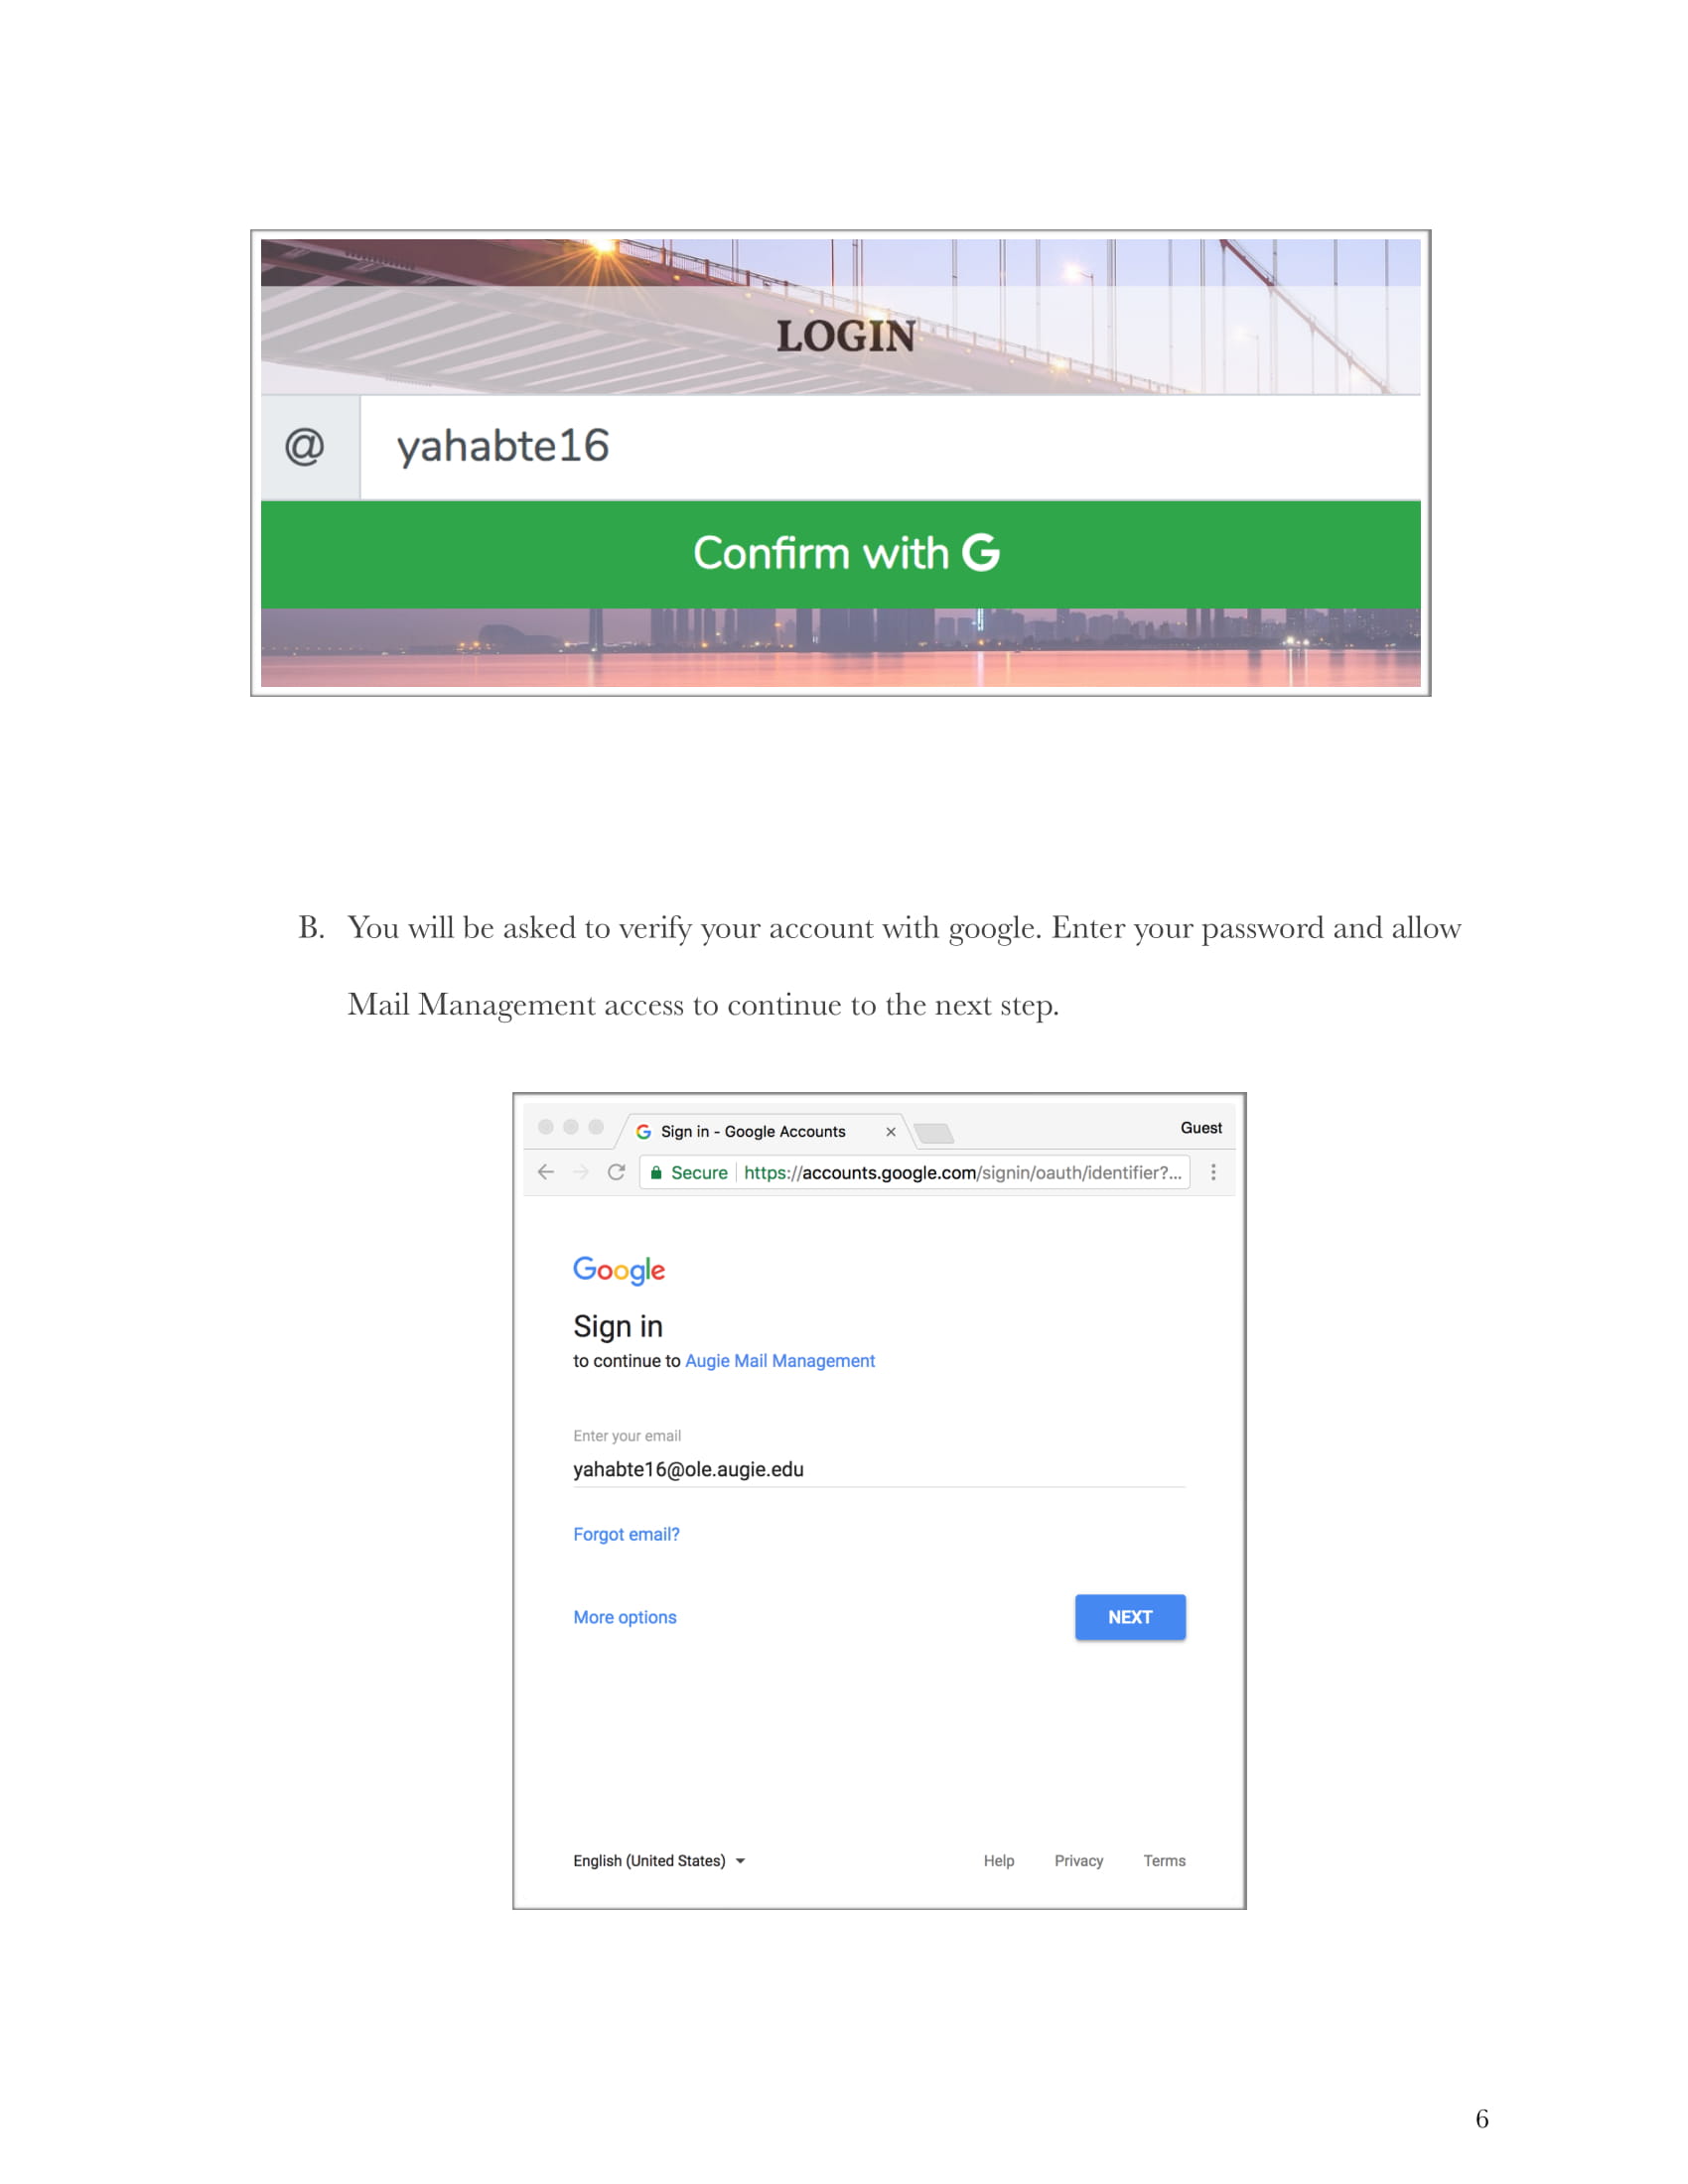 LOGIN
@ yahabte16
Confirm with G
B. You will be asked to verify your account with google. Enter your password and allow
Mail Management access to continue to the next step.
Sign in - Google Accounts × Guest
Secure https://accounts.google.com/signin/oauth/identifier?...
Google
Sign in
to continue to Augie Mail Management
Enter your email
yahabte16@ole.augie.edu
Forgot email?
More options NEXT
English (United States) Help Privacy Terms
6